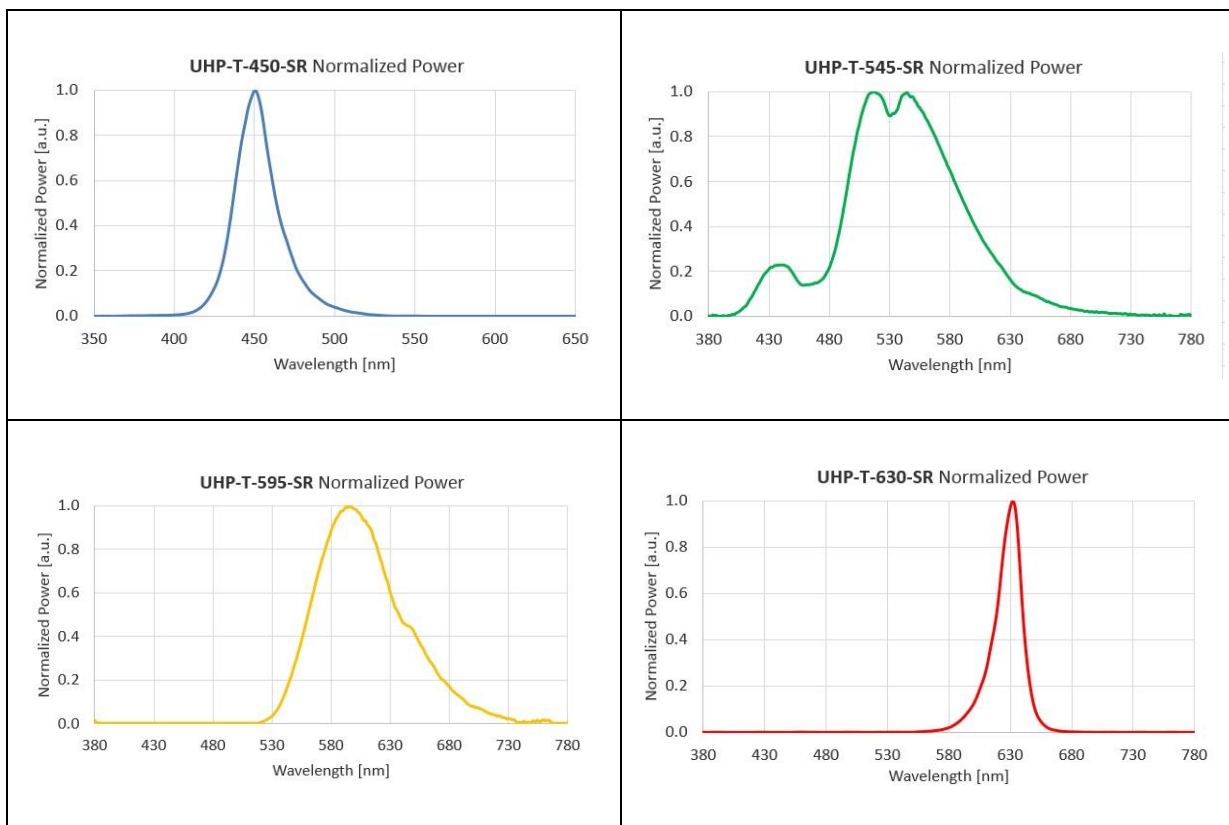 UHP-T-450-SR Normalized Power
Normalized Power [a.u.]
1.0
0.8
0.6
0.4
0.2
0.0
350 400 450 500 550 600 650
Wavelength [nm]
UHP-T-545-SR Normalized Power
Normalized Power [a.u.]
1.0
0.8
0.6
0.4
0.2
0.0
380 430 480 530 580 630 680 730 780
Wavelength [nm]
UHP-T-595-SR Normalized Power
Normalized Power [a.u.]
1.0
0.8
0.6
0.4
0.2
0.0
380 430 480 530 580 630 680 730 780
Wavelength [nm]
UHP-T-630-SR Normalized Power
Normalized Power [a.u.]
1.0
0.8
0.6
0.4
0.2
0.0
380 430 480 530 580 630 680 730 780
Wavelength [nm]